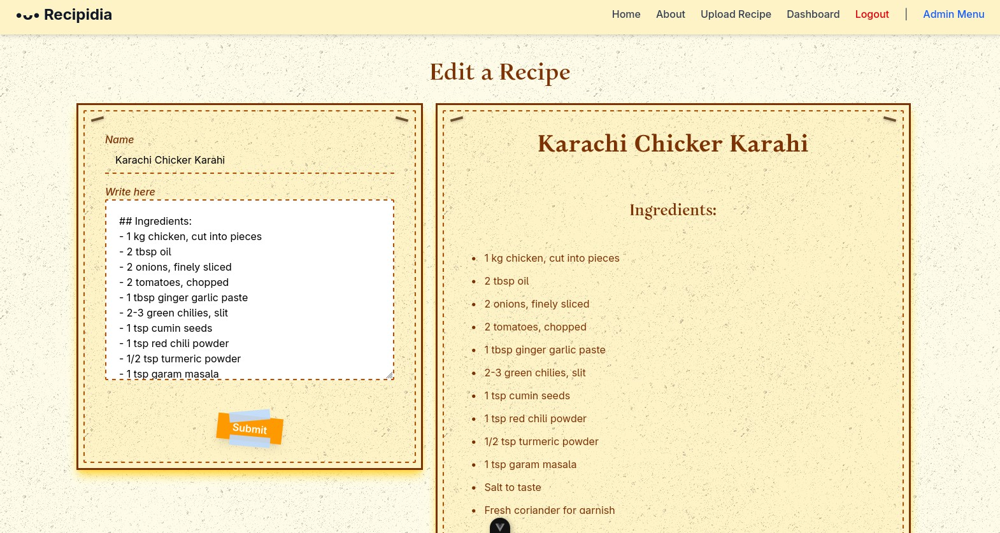 Recipidia
Home About Upload Recipe Dashboard Logout | Admin Menu
Edit a Recipe
Name
Karachi Chicker Karahi
Write here
## Ingredients:
- 1 kg chicken, cut into pieces
- 2 tbsp oil
- 2 onions, finely sliced
- 2 tomatoes, chopped
- 1 tbsp ginger garlic paste
- 2-3 green chilies, slit
- 1 tsp cumin seeds
- 1 tsp red chili powder
- 1/2 tsp turmeric powder
- 1 tsp garam masala
Submit
Karachi Chicker Karahi
Ingredients:
• 1 kg chicken, cut into pieces
• 2 tbsp oil
• 2 onions, finely sliced
• 2 tomatoes, chopped
• 1 tbsp ginger garlic paste
• 2-3 green chilies, slit
• 1 tsp cumin seeds
• 1 tsp red chili powder
• 1/2 tsp turmeric powder
• 1 tsp garam masala
• Salt to taste
• Fresh coriander for garnish